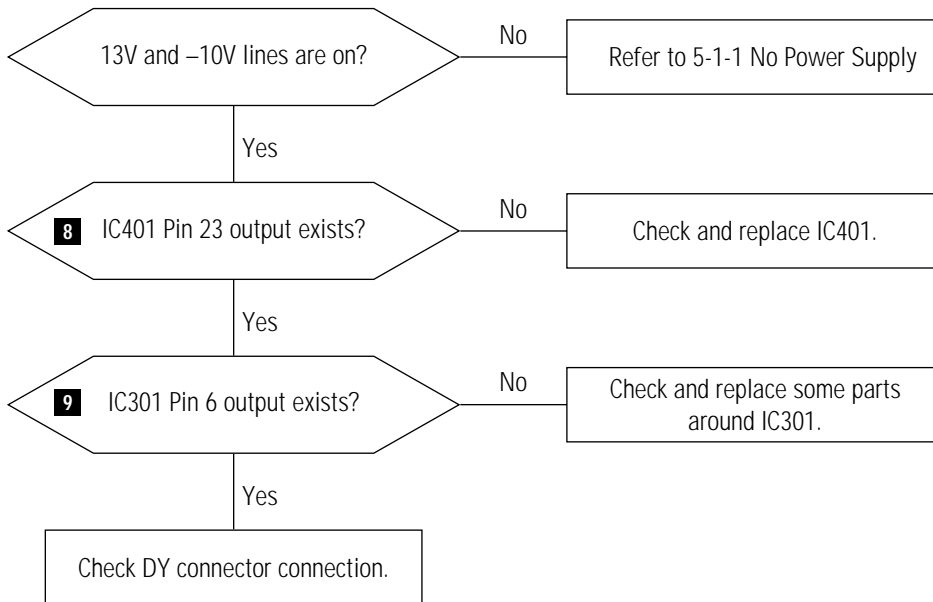 13V and –10V lines are on?
No
Refer to 5-1-1 No Power Supply
Yes
8 IC401 Pin 23 output exists?
No
Check and replace IC401.
Yes
9 IC301 Pin 6 output exists?
No
Check and replace some parts
around IC301.
Yes
Check DY connector connection.